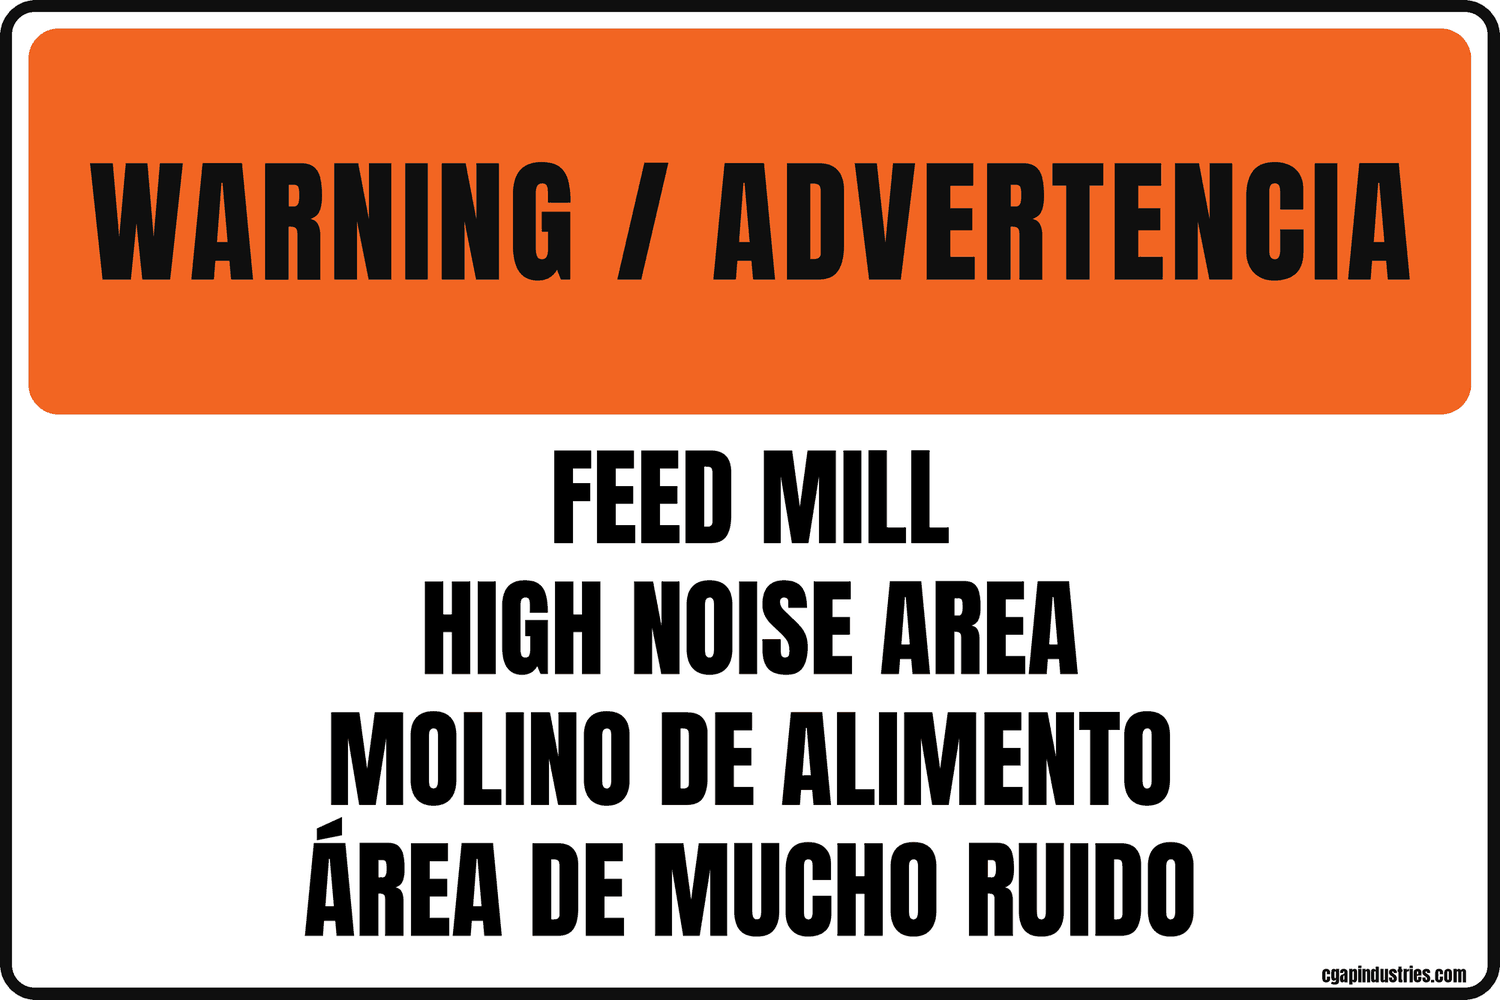 WARNING / ADVERTENCIA
FEED MILL
HIGH NOISE AREA
MOLINO DE ALIMENTO
ÁREA DE MUCHO RUIDO
cgapindustries.com